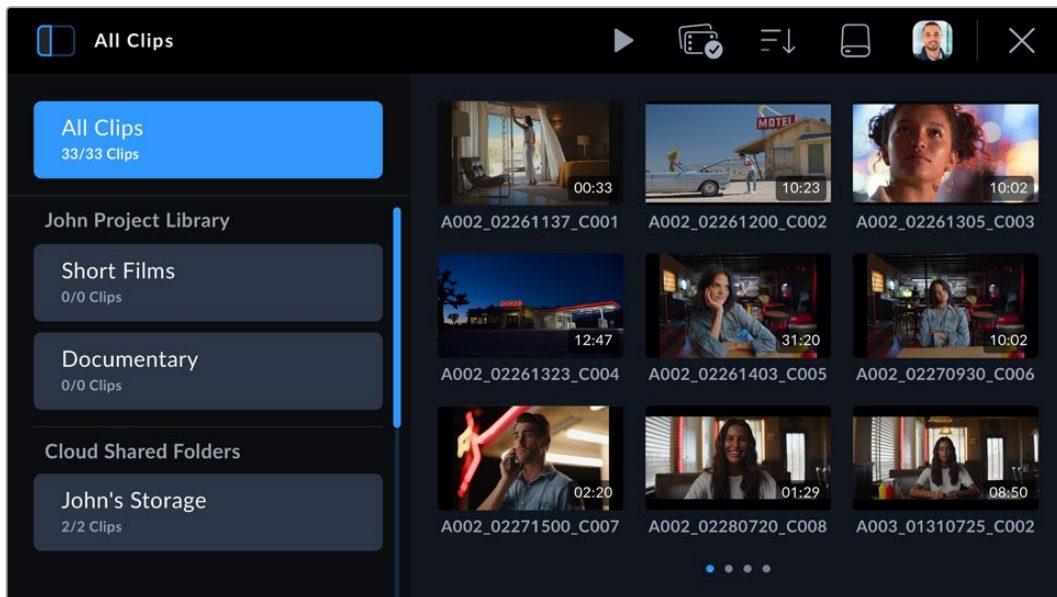 All Clips
All Clips
33/33 Clips
John Project Library
Short Films
0/0 Clips
Documentary
0/0 Clips
Cloud Shared Folders
John's Storage
2/2 Clips
MOTEL
00:33
10:23
10:02
A002_02261137_C001
A002_02261200_C002
A002_02261305_C003
DINER
12:47
31:20
10:02
A002_02261323_C004
A002_02261403_C005
A002_02270930_C006
02:20
01:29
08:50
A002_02271500_C007
A002_02280720_C008
A003_01310725_C002